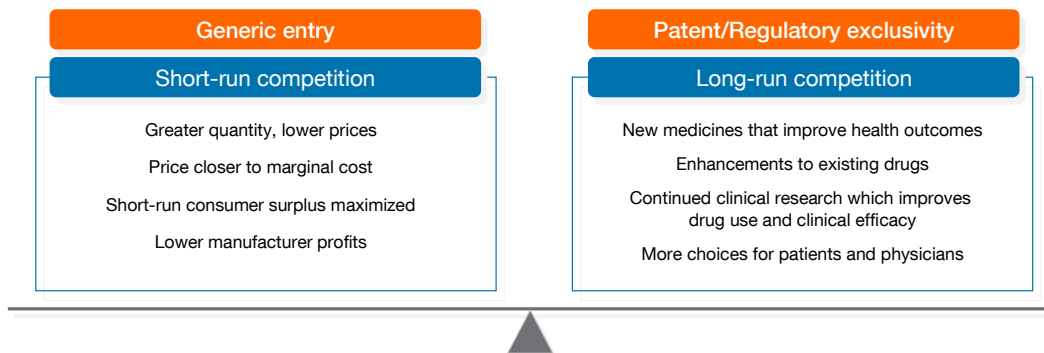 Generic entry
Short-run competition
Greater quantity, lower prices
Price closer to marginal cost
Short-run consumer surplus maximized
Lower manufacturer profits
Patent/Regulatory exclusivity
Long-run competition
New medicines that improve health outcomes
Enhancements to existing drugs
Continued clinical research which improves
drug use and clinical efficacy
More choices for patients and physicians